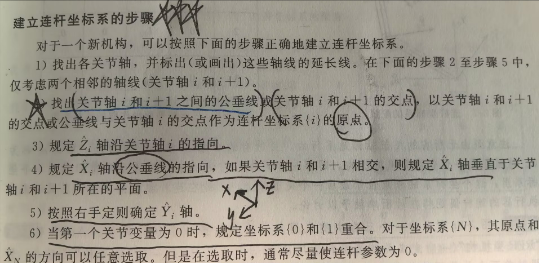 建立连杆坐标系的步骤
对于一个新机构，可以按照下面的步骤正确地建立连杆坐标系。
1) 找出各关节轴，并标出(或画出)这些轴线的延长线。在下面的步骤 2 至步骤 5 中，
仅考虑两个相邻的轴线(关节轴 i 和 i+1)。
找出(关节轴 i 和 i+1 之间的公垂线)或(关节轴 i 和 i+1 的交点)，以关节轴 i 和 i+1
的交点或公垂线与关节轴 i 的交点作为连杆坐标系{i}的原点。
3) 规定 Ẑi 轴沿关节轴 i 的指向。
4) 规定 X̂i 轴沿公垂线的指向，如果关节轴 i 和 i+1 相交，则规定 X̂i 轴垂直于关节
轴 i 和 i+1 所在的平面。
X Z
y
5) 按照右手定则确定 Ŷi 轴。
6) 当第一个关节变量为 0 时，规定坐标系{0}和{1}重合。对于坐标系{N}，其原点和
X̂N 的方向可以任意选取。但是在选取时，通常尽量使连杆参数为 0。